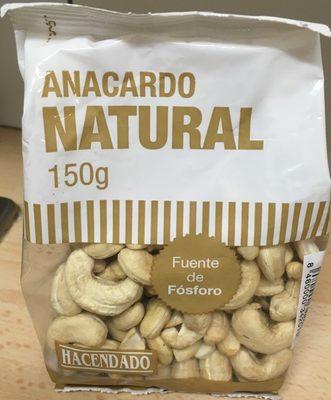 ANACARDO
NATURAL
150g
Fuente
de
Fósforo
HACENDADO